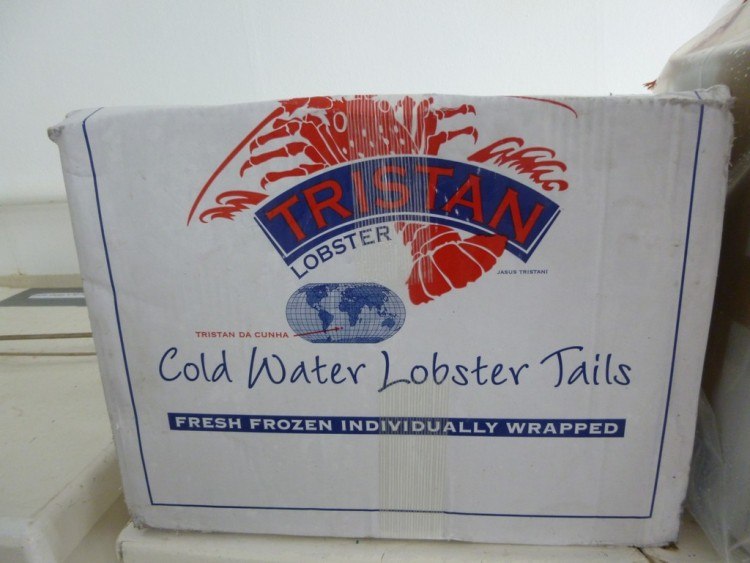 TRISTAN
LOBSTER
JASUS TRISTANI
TRISTAN DA CUNHA
Cold Water Lobster Tails
FRESH FROZEN INDIVIDUALLY WRAPPED